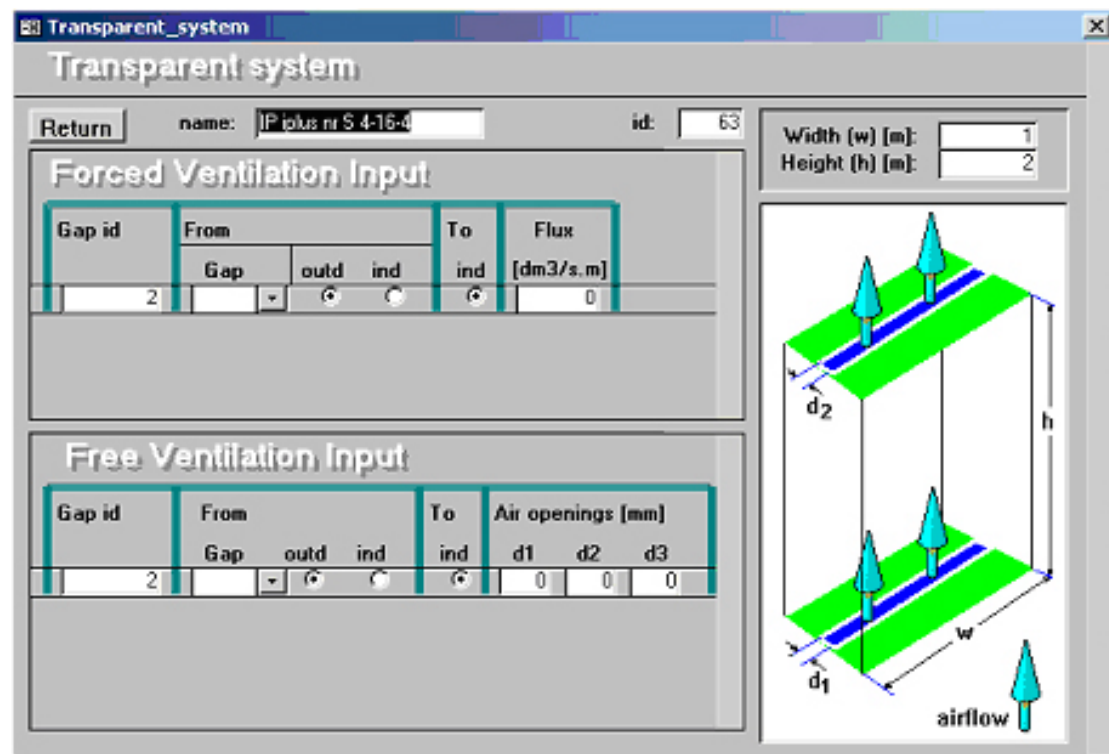 Transparent_system
Transparent system
Return name: IP iplus nr S 4-16-4 id: 63
Width (w) [m]: 1
Height (h) [m]: 2
Forced Ventilation Input
Gap id From To Flux
Gap outd ind ind [dm3/s.m]
2 0
Free Ventilation Input
Gap id From To Air openings [mm]
Gap outd ind ind d1 d2 d3
2 0 0 0
d2
h
w
d1
airflow